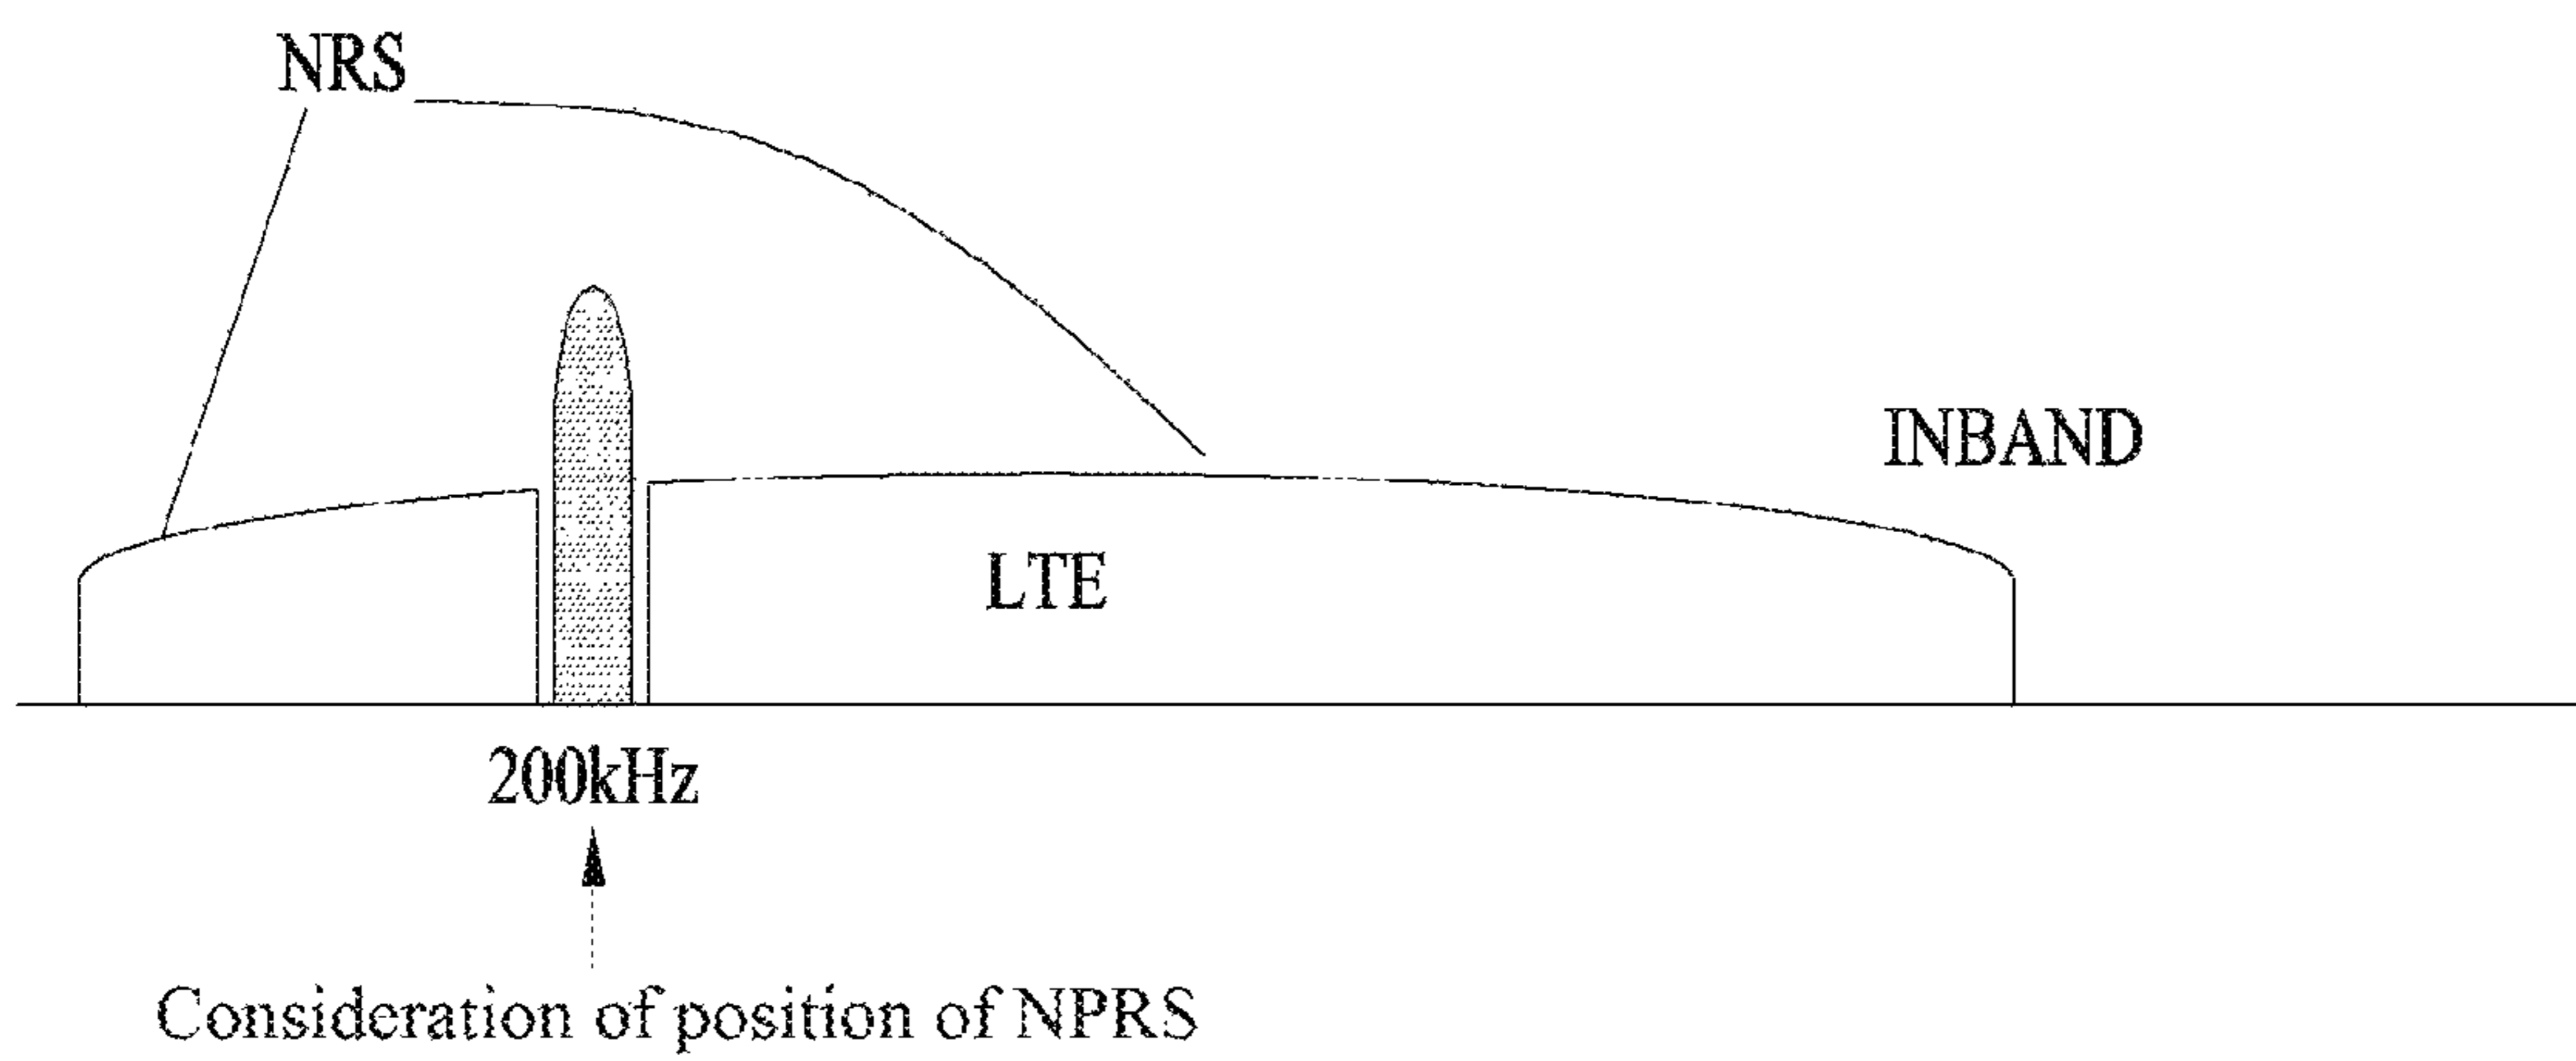 NRS
INBAND
LTE
200kHz
Consideration of position of NPRS